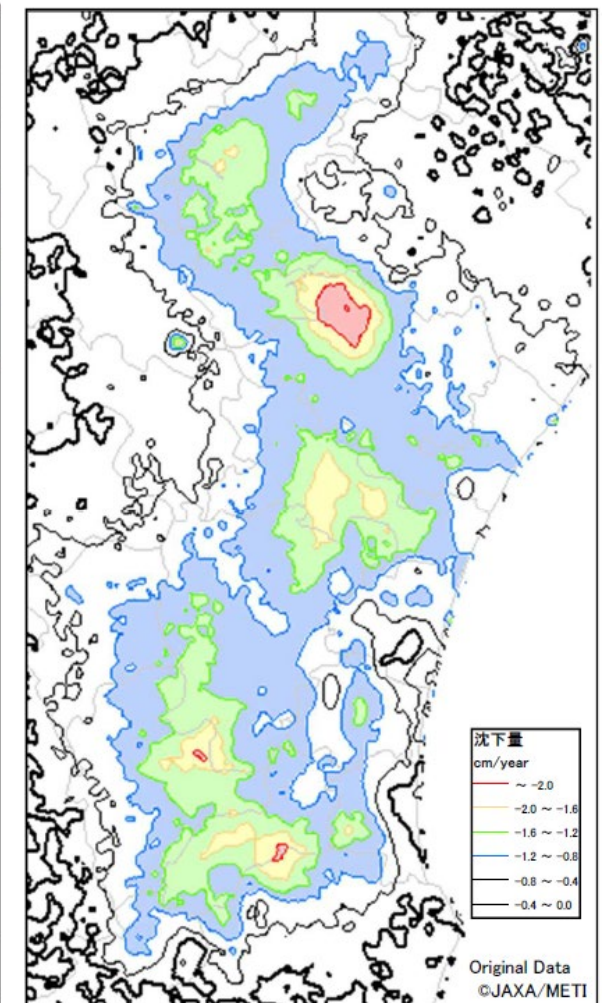 沈下量
cm/year
～ -2.0
-2.0 ～ -1.6
-1.6 ～ -1.2
-1.2 ～ -0.8
-0.8 ～ -0.4
-0.4 ～ 0.0
Original Data
©JAXA/METI